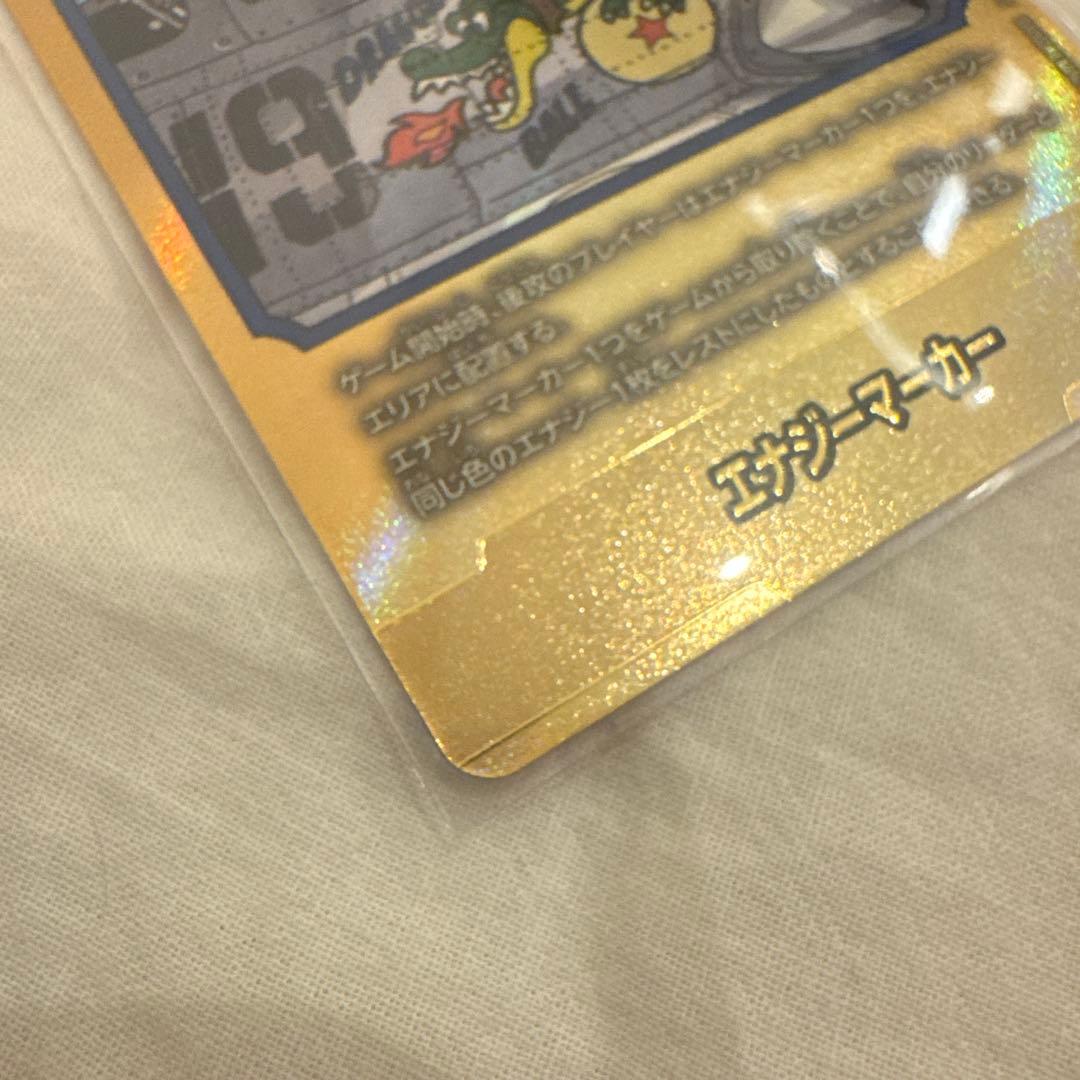 19
DRAGON
BALL
ゲーム開始時、後攻のプレイヤーはエナジーマーカー1つを、エナジー
エリアに配置する
エナジーマーカー1つをゲームから取り除くことで、自分のリーダーと
同じ色のエナジー1枚をレストにしたものとすることができる
エナジーマーカー